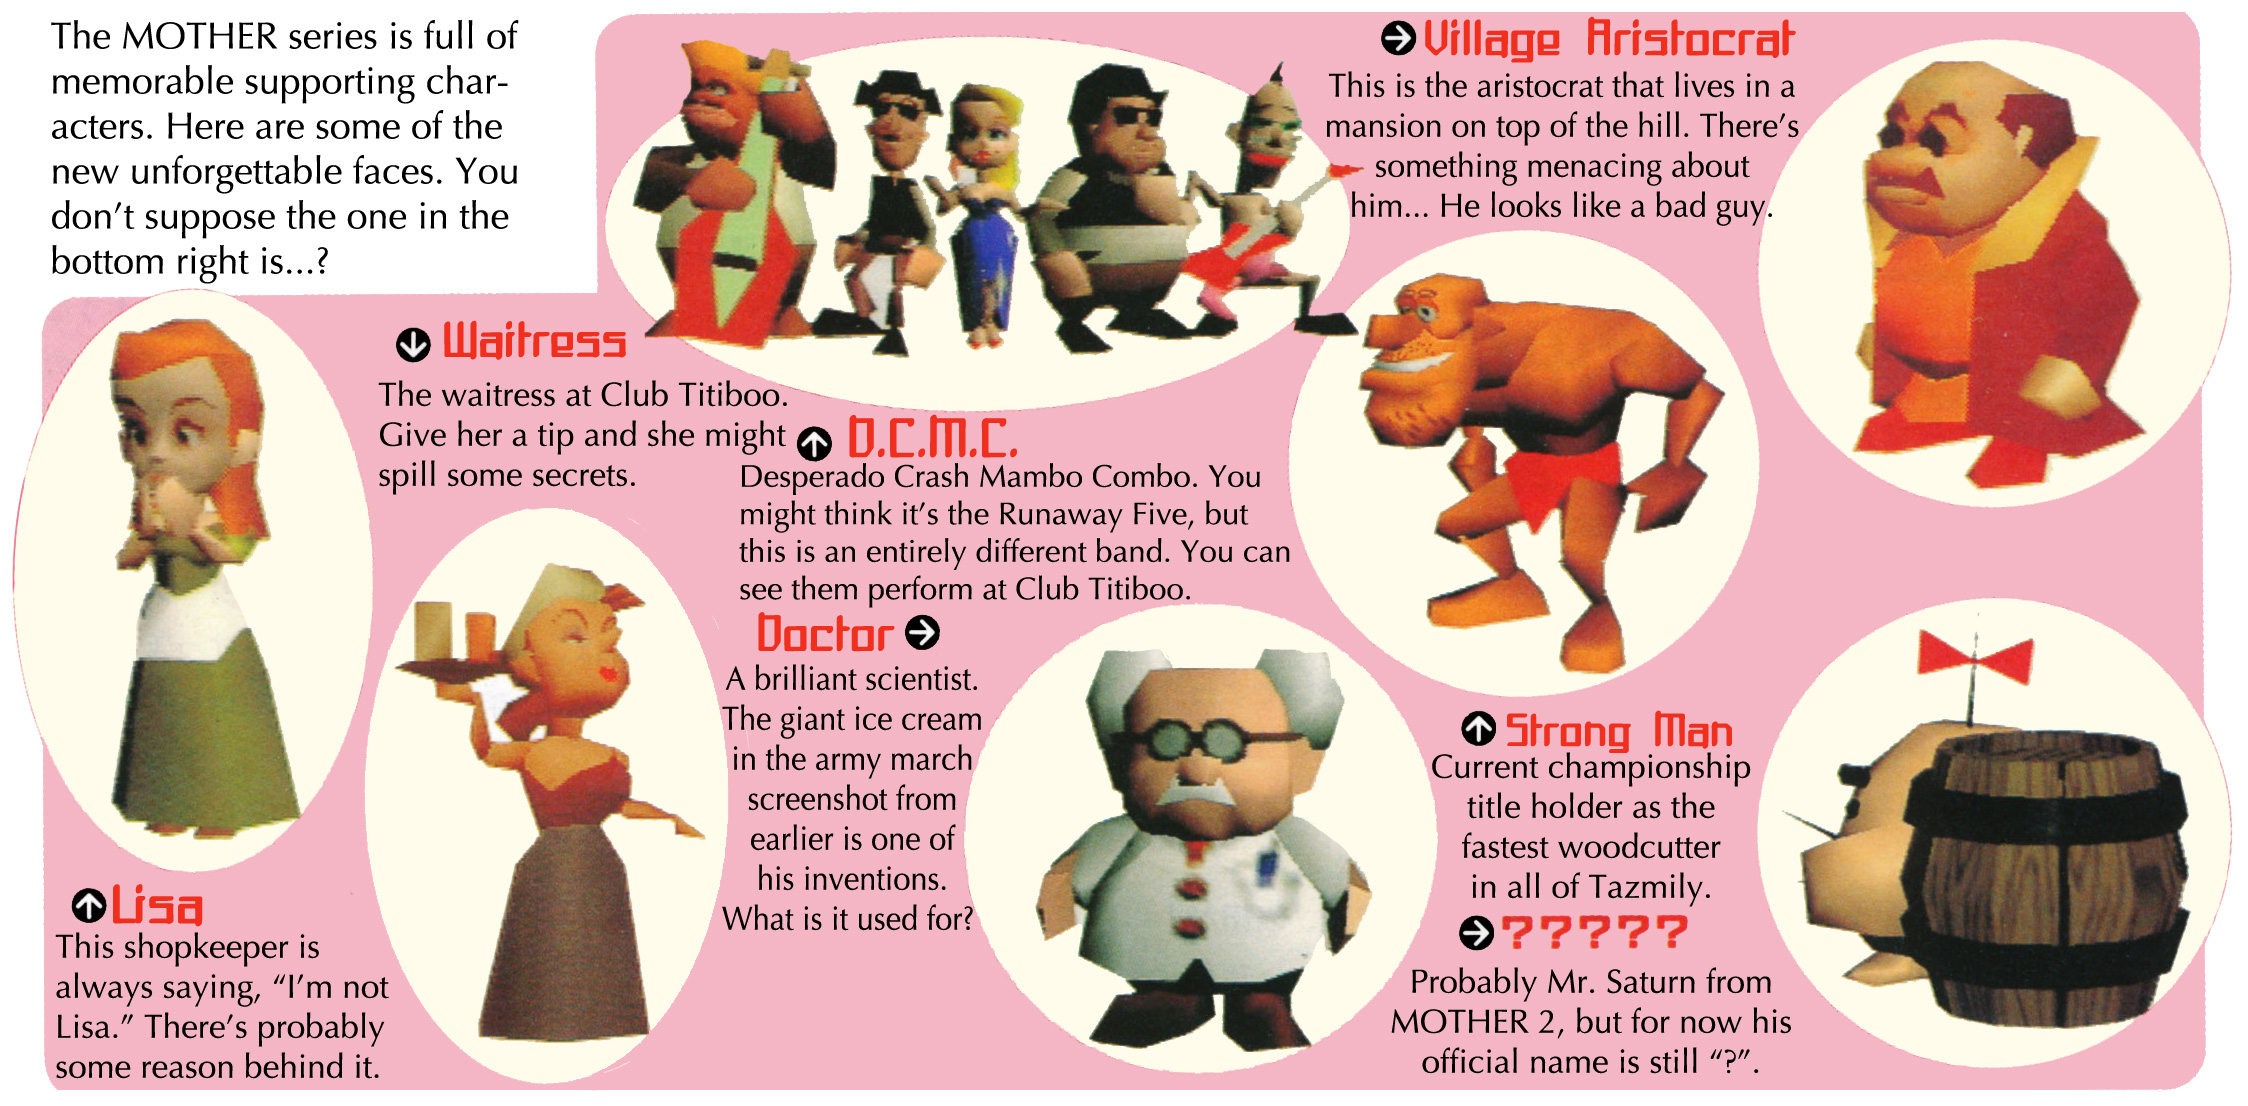 The MOTHER series is full of
memorable supporting char-
acters. Here are some of the
new unforgettable faces. You
don't suppose the one in the
bottom right is...?
Village Aristocrat
This is the aristocrat that lives in a
mansion on top of the hill. There's
something menacing about
him... He looks like a bad guy.
Waitress
The waitress at Club Titiboo.
Give her a tip and she might
spill some secrets.
D.C.M.C.
Desperado Crash Mambo Combo. You
might think it's the Runaway Five, but
this is an entirely different band. You can
see them perform at Club Titiboo.
Doctor
A brilliant scientist.
The giant ice cream
in the army march
screenshot from
earlier is one of
his inventions.
What is it used for?
Strong Man
Current championship
title holder as the
fastest woodcutter
in all of Tazmily.
Lisa
This shopkeeper is
always saying, “I'm not
Lisa.” There's probably
some reason behind it.
?????
Probably Mr. Saturn from
MOTHER 2, but for now his
official name is still “?”.